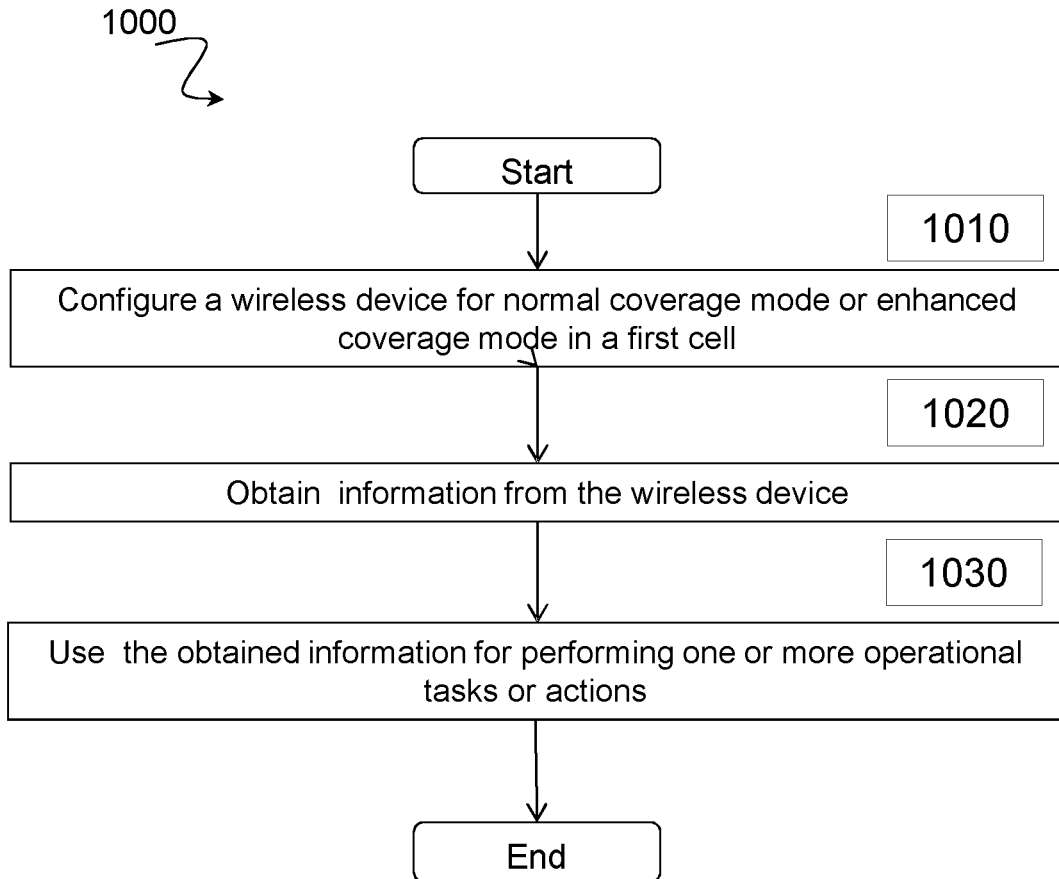 1000
Start
1010
Configure a wireless device for normal coverage mode or enhanced
coverage mode in a first cell
1020
Obtain information from the wireless device
1030
Use the obtained information for performing one or more operational
tasks or actions
End